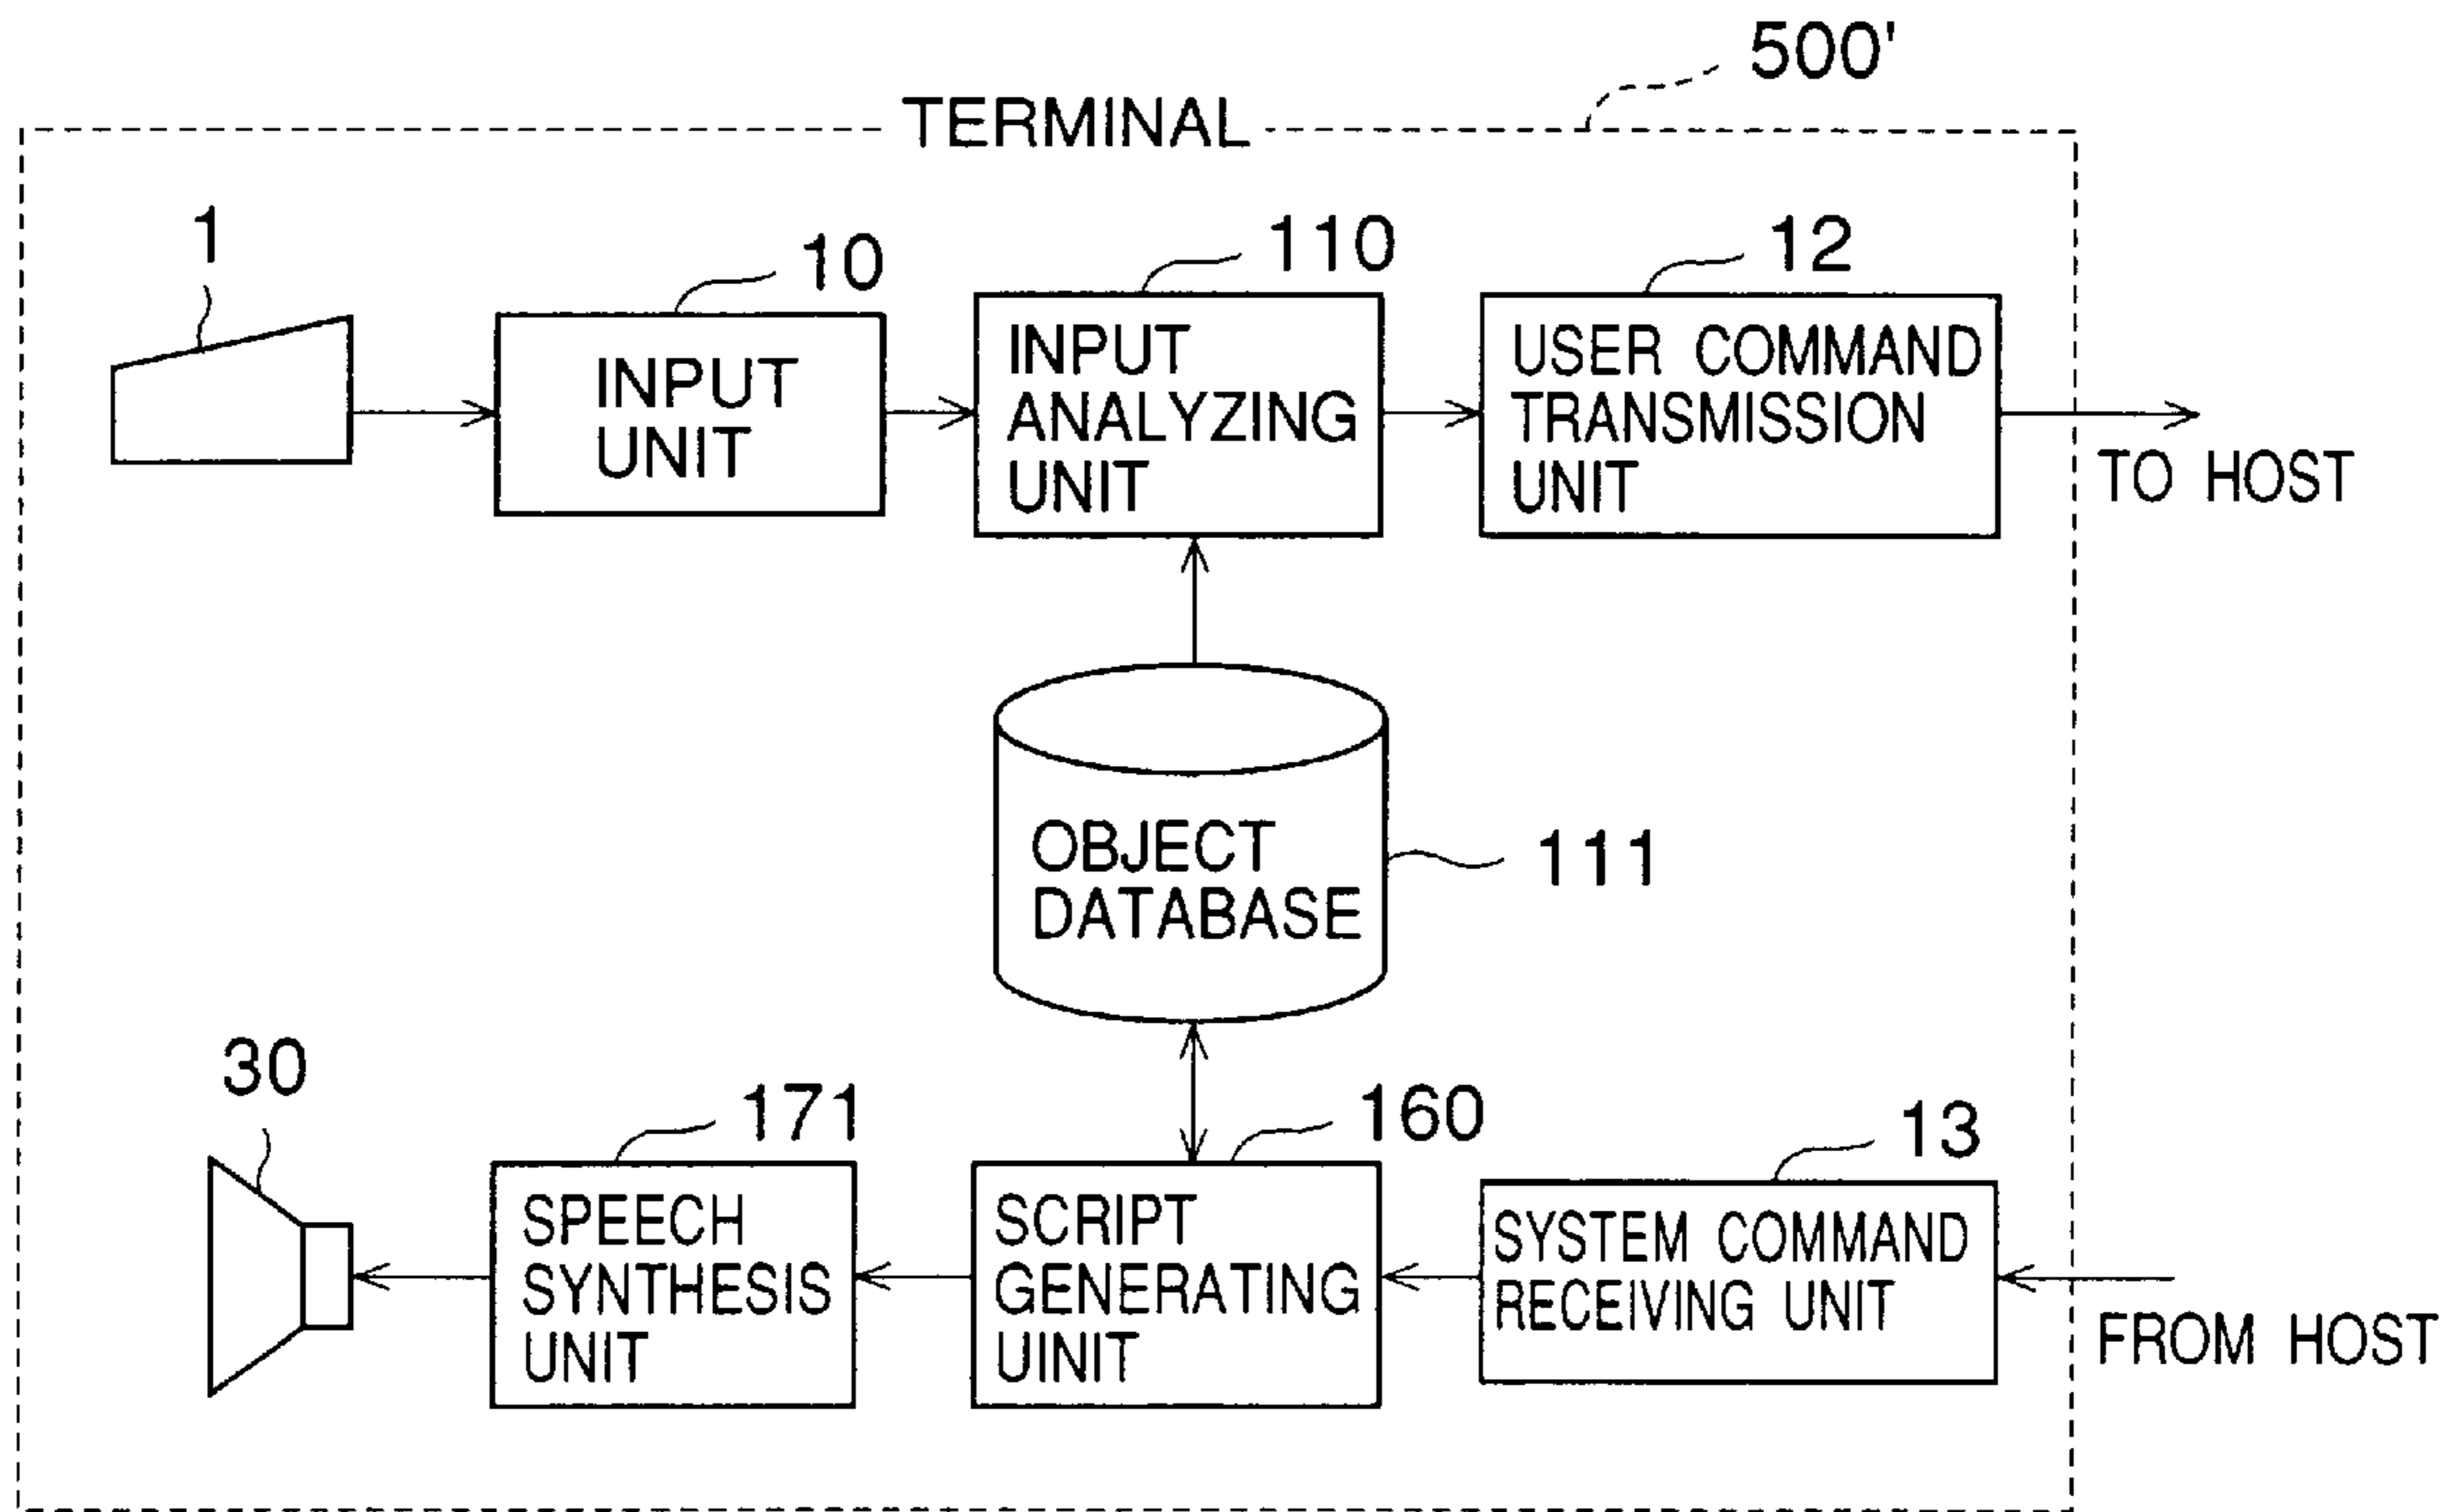 500'
TERMINAL
1
10
110
12
INPUT
UNIT
INPUT
ANALYZING
UNIT
USER COMMAND
TRANSMISSION
UNIT
TO HOST
OBJECT
DATABASE
111
30
171
160
13
SPEECH
SYNTHESIS
UNIT
SCRIPT
GENERATING
UINIT
SYSTEM COMMAND
RECEIVING UNIT
FROM HOST